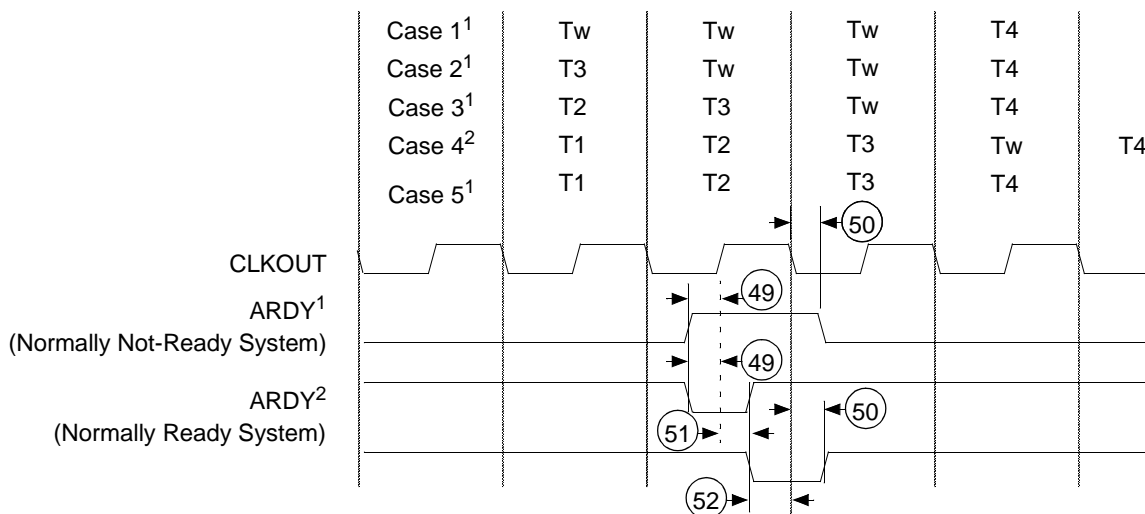 Case 1¹ Tw Tw Tw T4
Case 2¹ T3 Tw Tw T4
Case 3¹ T2 T3 Tw T4
Case 4² T1 T2 T3 Tw T4
Case 5¹ T1 T2 T3 T4
50
CLKOUT
49
ARDY¹
(Normally Not-Ready System)
49
ARDY²
50
(Normally Ready System)
51
52